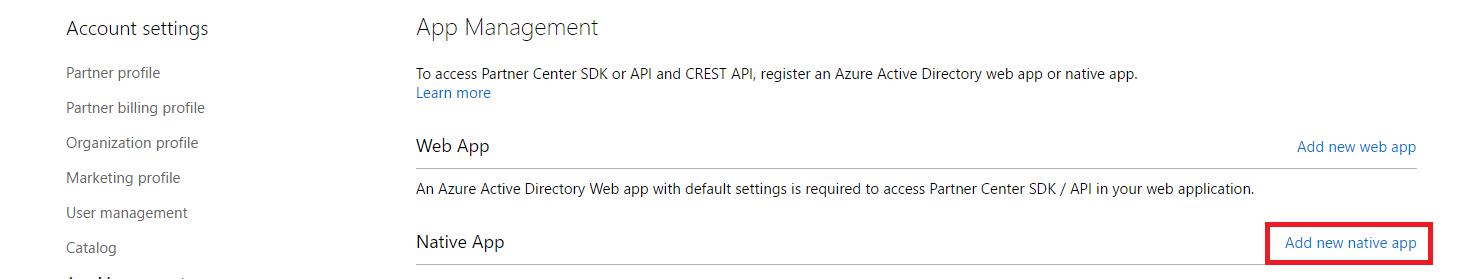 Account settings
Partner profile
Partner billing profile
Organization profile
Marketing profile
User management
Catalog
App Management
To access Partner Center SDK or API and CREST API, register an Azure Active Directory web app or native app.
Learn more
Web App
Add new web app
An Azure Active Directory Web app with default settings is required to access Partner Center SDK / API in your web application.
Native App
Add new native app